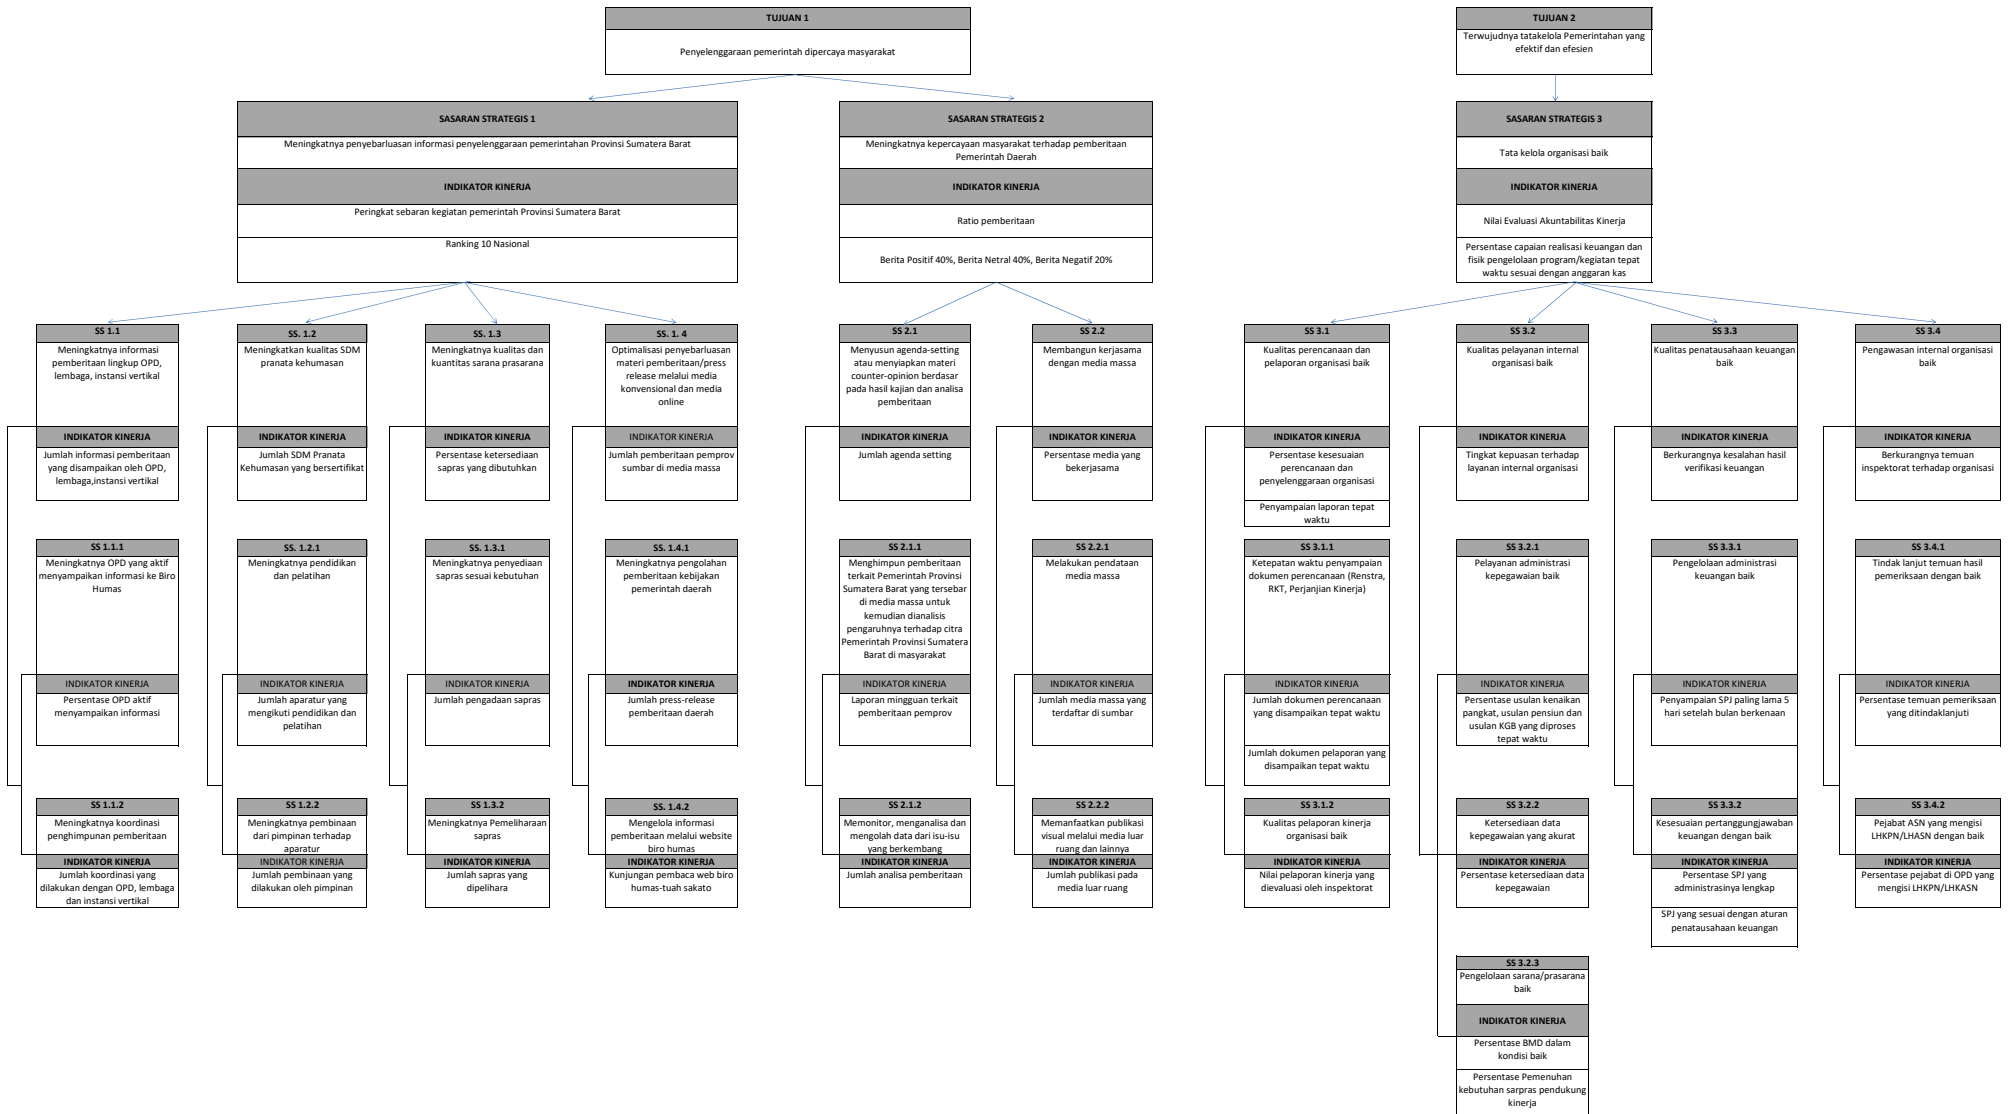 TUJUAN 1
Penyelenggaraan pemerintah dipercaya masyarakat
TUJUAN 2
Terwujudnya tatakelola Pemerintahan yang
efektif dan efesien
SASARAN STRATEGIS 1
Meningkatnya penyebarluasan informasi penyelenggaraan pemerintahan Provinsi Sumatera Barat
INDIKATOR KINERJA
Peringkat sebaran kegiatan pemerintah Provinsi Sumatera Barat
Ranking 10 Nasional
SASARAN STRATEGIS 2
Meningkatnya kepercayaan masyarakat terhadap pemberitaan
Pemerintah Daerah
INDIKATOR KINERJA
Ratio pemberitaan
Berita Positif 40%, Berita Netral 40%, Berita Negatif 20%
SASARAN STRATEGIS 3
Tata kelola organisasi baik
INDIKATOR KINERJA
Nilai Evaluasi Akuntabilitas Kinerja
Persentase capaian realisasi keuangan dan
fisik pengelolaan program/kegiatan tepat
waktu sesuai dengan anggaran kas
SS 1.1
Meningkatnya informasi
pemberitaan lingkup OPD,
lembaga, instansi vertikal
INDIKATOR KINERJA
Jumlah informasi pemberitaan
yang disampaikan oleh OPD,
lembaga,instansi vertikal
SS. 1.2
Meningkatkan kualitas SDM
pranata kehumasan
INDIKATOR KINERJA
Jumlah SDM Pranata
Kehumasan yang bersertifikat
SS. 1.3
Meningkatnya kualitas dan
kuantitas sarana prasarana
INDIKATOR KINERJA
Persentase ketersediaan
sapras yang dibutuhkan
SS. 1. 4
Optimalisasi penyebarluasan
materi pemberitaan/press
release melalui media
konvensional dan media
online
INDIKATOR KINERJA
Jumlah pemberitaan pemprov
sumbar di media massa
SS 2.1
Menyusun agenda-setting
atau menyiapkan materi
counter-opinion berdasar
pada hasil kajian dan analisa
pemberitaan
INDIKATOR KINERJA
Jumlah agenda setting
SS 2.2
Membangun kerjasama
dengan media massa
INDIKATOR KINERJA
Persentase media yang
bekerjasama
SS 3.1
Kualitas perencanaan dan
pelaporan organisasi baik
INDIKATOR KINERJA
Persentase kesesuaian
perencanaan dan
penyelenggaraan organisasi
Penyampaian laporan tepat
waktu
SS 3.2
Kualitas pelayanan internal
organisasi baik
INDIKATOR KINERJA
Tingkat kepuasan terhadap
layanan internal organisasi
SS 3.3
Kualitas penatausahaan keuangan
baik
INDIKATOR KINERJA
Berkurangnya kesalahan hasil
verifikasi keuangan
SS 3.4
Pengawasan internal organisasi
baik
INDIKATOR KINERJA
Berkurangnya temuan
inspektorat terhadap organisasi
SS 1.1.1
Meningkatnya OPD yang aktif
menyampaikan informasi ke Biro
Humas
INDIKATOR KINERJA
Persentase OPD aktif
menyampaikan informasi
SS. 1.2.1
Meningkatnya pendidikan
dan pelatihan
INDIKATOR KINERJA
Jumlah aparatur yang
mengikuti pendidikan dan
pelatihan
SS. 1.3.1
Meningkatnya penyediaan
sapras sesuai kebutuhan
INDIKATOR KINERJA
Jumlah pengadaan sapras
SS. 1.4.1
Meningkatnya pengolahan
pemberitaan kebijakan
pemerintah daerah
INDIKATOR KINERJA
Jumlah press-release
pemberitaan daerah
SS 2.1.1
Menghimpun pemberitaan
terkait Pemerintah Provinsi
Sumatera Barat yang tersebar
di media massa untuk
kemudian dianalisis
pengaruhnya terhadap citra
Pemerintah Provinsi Sumatera
Barat di masyarakat
INDIKATOR KINERJA
Laporan mingguan terkait
pemberitaan pemprov
SS 2.2.1
Melakukan pendataan
media massa
INDIKATOR KINERJA
Jumlah media massa yang
terdaftar di sumbar
SS 3.1.1
Ketepatan waktu penyampaian
dokumen perencanaan (Renstra,
RKT, Perjanjian Kinerja)
INDIKATOR KINERJA
Jumlah dokumen perencanaan
yang disampaikan tepat waktu
Jumlah dokumen pelaporan yang
disampaikan tepat waktu
SS 3.2.1
Pelayanan administrasi
kepegawaian baik
INDIKATOR KINERJA
Persentase usulan kenaikan
pangkat, usulan pensiun dan
usulan KGB yang diproses
tepat waktu
SS 3.3.1
Pengelolaan administrasi
keuangan baik
INDIKATOR KINERJA
Penyampaian SPJ paling lama 5
hari setelah bulan berkenaan
SS 3.4.1
Tindak lanjut temuan hasil
pemeriksaan dengan baik
INDIKATOR KINERJA
Persentase temuan pemeriksaan
yang ditindaklanjuti
SS 1.1.2
Meningkatnya koordinasi
penghimpunan pemberitaan
INDIKATOR KINERJA
Jumlah koordinasi yang
dilakukan dengan OPD, lembaga
dan instansi vertikal
SS 1.2.2
Meningkatnya pembinaan
dari pimpinan terhadap
aparatur
INDIKATOR KINERJA
Jumlah pembinaan yang
dilakukan oleh pimpinan
SS 1.3.2
Meningkatnya Pemeliharaan
sapras
INDIKATOR KINERJA
Jumlah sapras yang
dipelihara
SS. 1.4.2
Mengelola informasi
pemberitaan melalui website
biro humas
INDIKATOR KINERJA
Kunjungan pembaca web biro
humas-tuah sakato
SS 2.1.2
Memonitor, menganalisa dan
mengolah data dari isu-isu
yang berkembang
INDIKATOR KINERJA
Jumlah analisa pemberitaan
SS 2.2.2
Memanfaatkan publikasi
visual melalui media luar
ruang dan lainnya
INDIKATOR KINERJA
Jumlah publikasi pada
media luar ruang
SS 3.1.2
Kualitas pelaporan kinerja
organisasi baik
INDIKATOR KINERJA
Nilai pelaporan kinerja yang
dievaluasi oleh inspektorat
SS 3.2.2
Ketersediaan data
kepegawaian yang akurat
INDIKATOR KINERJA
Persentase ketersediaan data
kepegawaian
SS 3.3.2
Kesesuaian pertanggungjawaban
keuangan dengan baik
INDIKATOR KINERJA
Persentase SPJ yang
administrasinya lengkap
SPJ yang sesuai dengan aturan
penatausahaan keuangan
SS 3.4.2
Pejabat ASN yang mengisi
LHKPN/LHASN dengan baik
INDIKATOR KINERJA
Persentase pejabat di OPD yang
mengisi LHKPN/LHKASN
SS 3.2.3
Pengelolaan sarana/prasarana
baik
INDIKATOR KINERJA
Persentase BMD dalam
kondisi baik
Persentase Pemenuhan
kebutuhan sarpras pendukung
kinerja